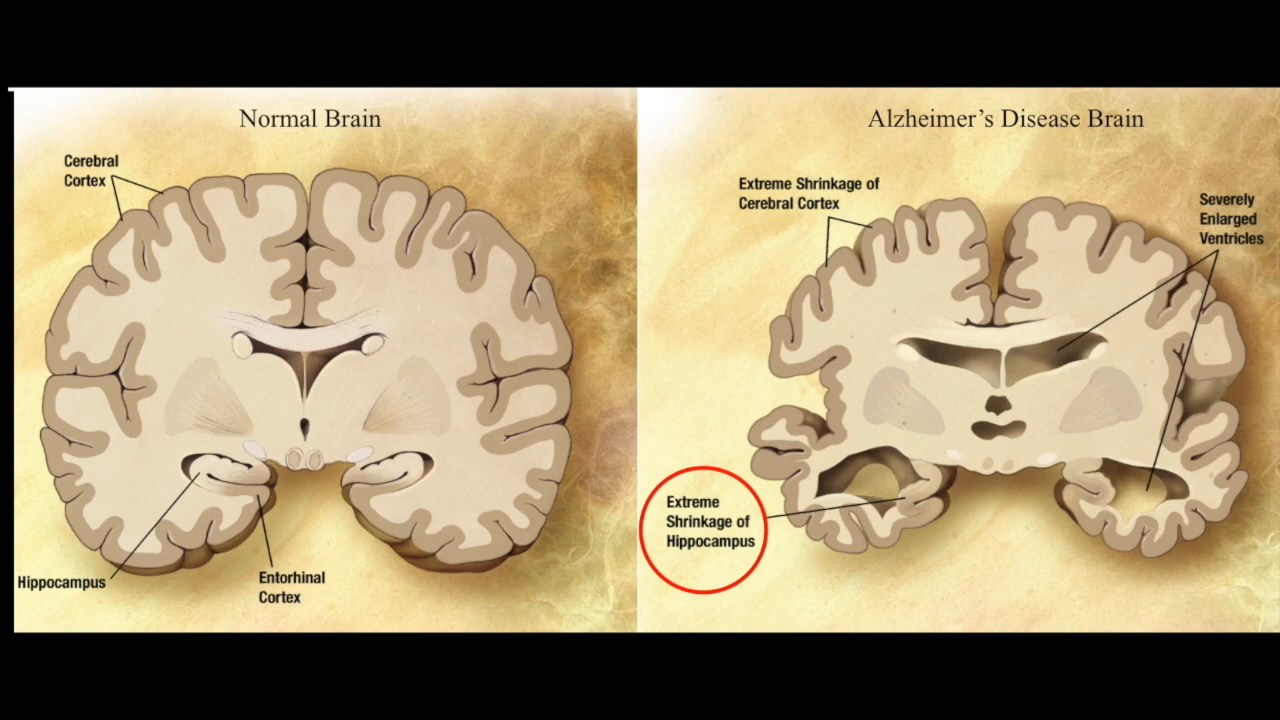 Normal Brain
Cerebral
Cortex
Hippocampus
Entorhinal
Cortex
Alzheimer’s Disease Brain
Extreme Shrinkage of
Cerebral Cortex
Severely
Enlarged
Ventricles
Extreme
Shrinkage of
Hippocampus